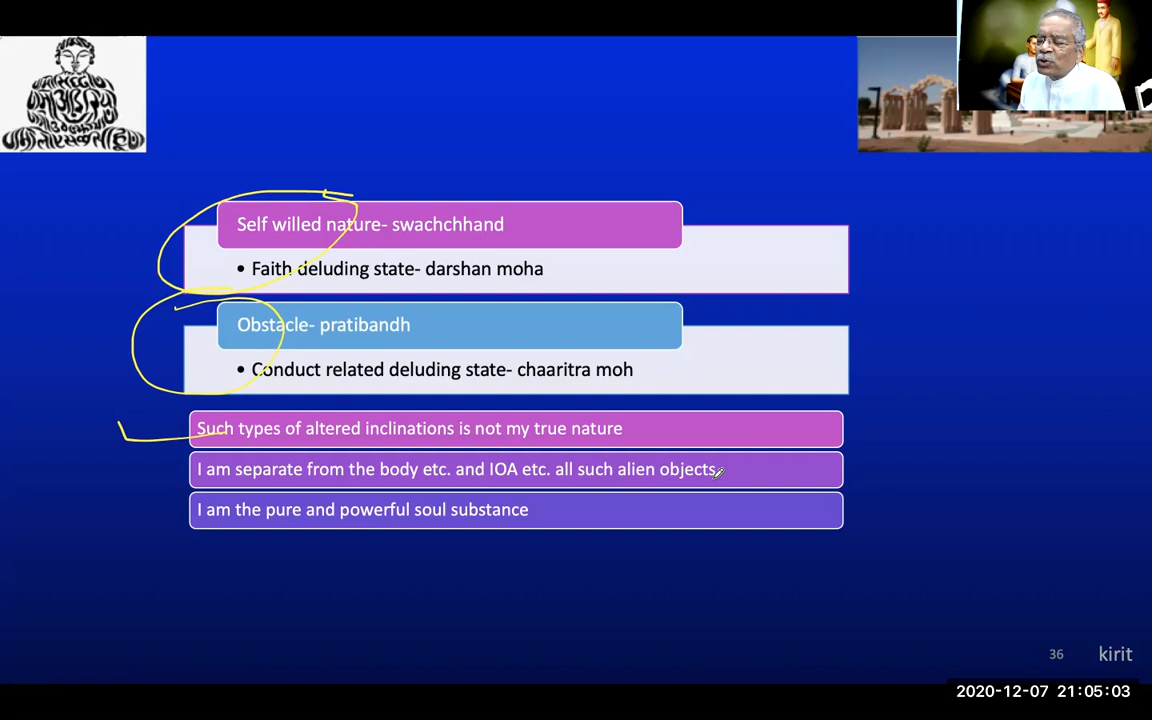 Self willed nature- swachchhand
• Faith deluding state- darshan moha
Obstacle- pratibandh
• Conduct related deluding state- chaaritra moh
Such types of altered inclinations is not my true nature
I am separate from the body etc. and IOA etc. all such alien objects
I am the pure and powerful soul substance
36
kirit
2020-12-07 21:05:03